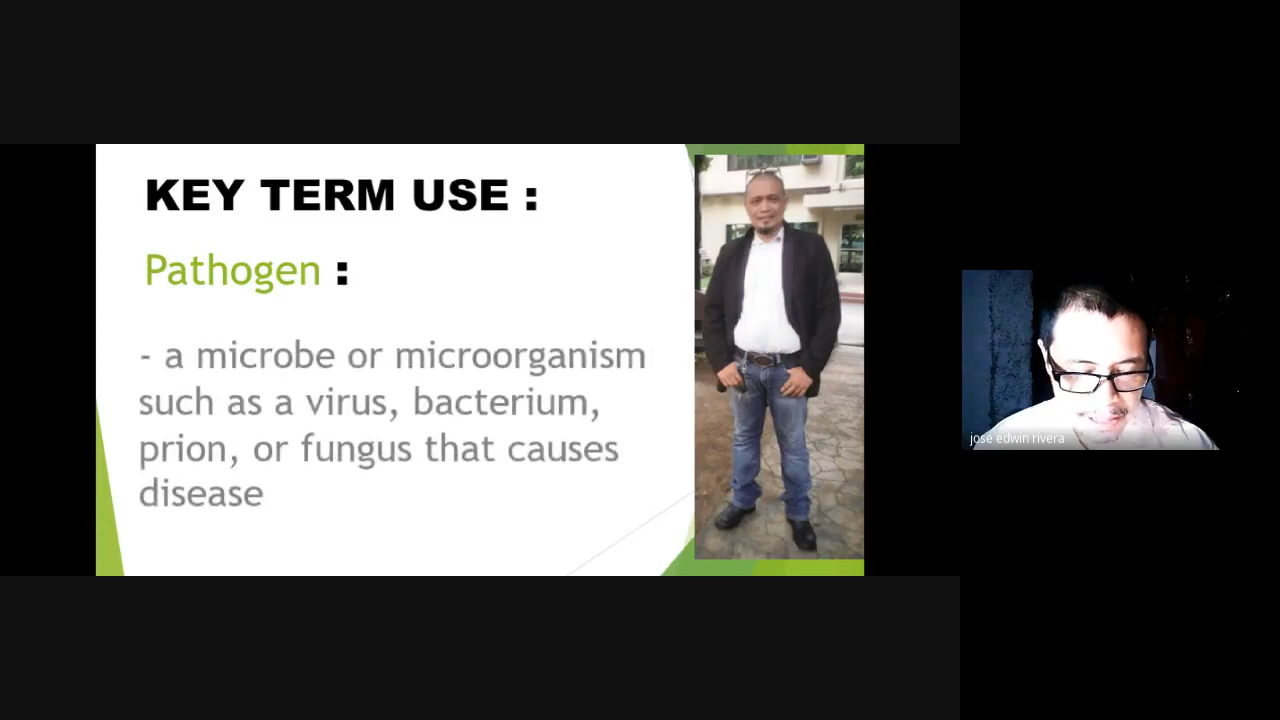 KEY TERM USE :
Pathogen :
- a microbe or microorganism
such as a virus, bacterium,
prion, or fungus that causes
disease
jose edwin rivera